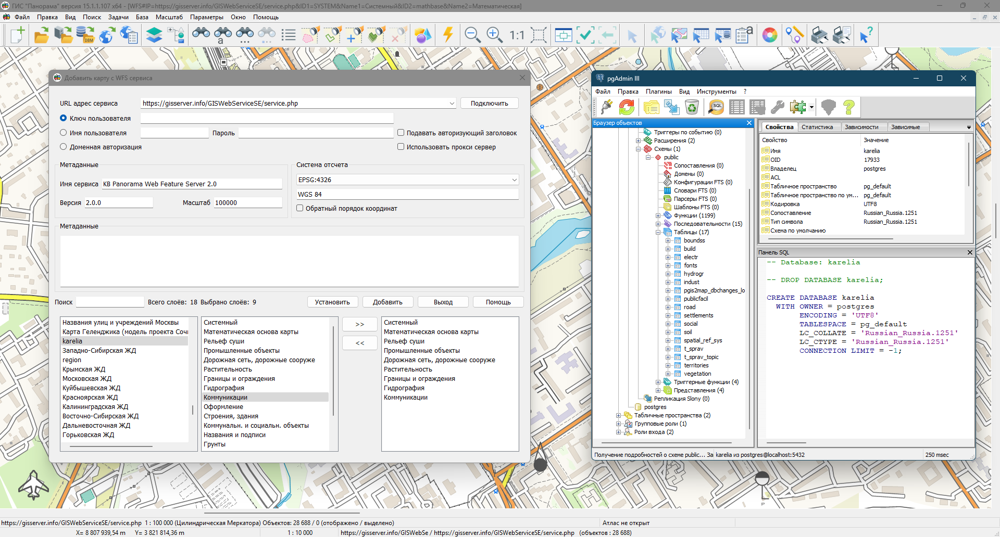 ГИС "Панорама" версия 15.1.1.107 x64 - [WFS#IP=https://gisserver.info/GISWebServiceSE/service.php&ID1=SYSTEM&Name1=Системный&ID2=mathbase&Name2=Математическая]
Файл Правка Вид Поиск Задачи База Масштаб Параметры Окно Помощь
DBM a 1:1 a ?
Добавить карту с WFS сервиса
URL адрес сервиса https://gisserver.info/GISWebServiceSE/service.php Подключить
Ключ пользователя
Имя пользователя Пароль Подавать авторизующий заголовок
Доменная авторизация Использовать прокси сервер
Метаданные
Имя сервиса KB Panorama Web Feature Server 2.0
Версия 2.0.0 Масштаб 100000
Система отсчета
EPSG:4326
WGS 84
Обратный порядок координат
Метаданные
Поиск Всего слоёв: 18 Выбрано слоёв: 9 Установить Добавить Выход Помощь
Названия улиц и учреждений Москвы
Карта Геленджика (модель проекта Сочи
karelia
Западно-Сибирская ЖД
region
Крымская ЖД
Московская ЖД
Куйбышевская ЖД
Красноярская ЖД
Калининградская ЖД
Восточно-Сибирская ЖД
Дальневосточная ЖД
Горьковская ЖД
Системный
Математическая основа карты
Рельеф суши
Промышленные объекты
Дорожная сеть, дорожные сооруже
Растительность
Границы и ограждения
Гидрография
Коммуникации
Оформление
Строения, здания
Коммунальн. и социальн. объекты
Названия и подписи
Грунты
>>
<<
Системный
Математическая основа карты
Рельеф суши
Промышленные объекты
Дорожная сеть, дорожные сооруже
Растительность
Границы и ограждения
Гидрография
Коммуникации
pgAdmin III
Файл Правка Плагины Вид Инструменты ?
SQL
Браузер объектов
Триггеры по событию (0)
Расширения (2)
Схемы (1)
public
Сопоставления (0)
Домены (0)
Конфигурации FTS (0)
Словари FTS (0)
Парсеры FTS (0)
Шаблоны FTS (0)
Функции (1199)
Последовательности (15)
Таблицы (17)
boundss
build
electr
fonts
hydrogr
indust
pgis2map_dbchanges_lo
publicfacil
road
settlements
social
soil
spatial_ref_sys
t_sprav
t_sprav_topic
territories
vegetation
Триггерные функции (4)
Представления (4)
Репликация Slony (0)
postgres
Табличные пространства (2)
Групповые роли (1)
Роли входа (2)
Свойства Статистика Зависимости Зависимые
Свойство Значение
Имя karelia
OID 17933
Владелец postgres
ACL
Табличное пространство pg_default
Табличное пространство по ум... pg_default
Кодировка UTF8
Сопоставление Russian_Russia.1251
Тип символа Russian_Russia.1251
Схема по умолчанию
Панель SQL
-- Database: karelia
-- DROP DATABASE karelia;
CREATE DATABASE karelia
WITH OWNER = postgres
ENCODING = 'UTF8'
TABLESPACE = pg_default
LC_COLLATE = 'Russian_Russia.1251'
LC_CTYPE = 'Russian_Russia.1251'
CONNECTION LIMIT = -1;
Получение подробностей о схеме public... За karelia из postgres@localhost:5432 250 msec
P
P
https://gisserver.info/GISWebServiceSE/service.php 1 : 100 000 (Цилиндрическая Меркатора) Объектов: 28 688 / 0 (отображено / выделено) Атлас не открыт
X= 8 807 939,54 m Y= 3 821 814,36 m 1 : 10 000 https://gisserver.info/GISWebSe / https://gisserver.info/GISWebServiceSE/service.php (объектов : 28 688)